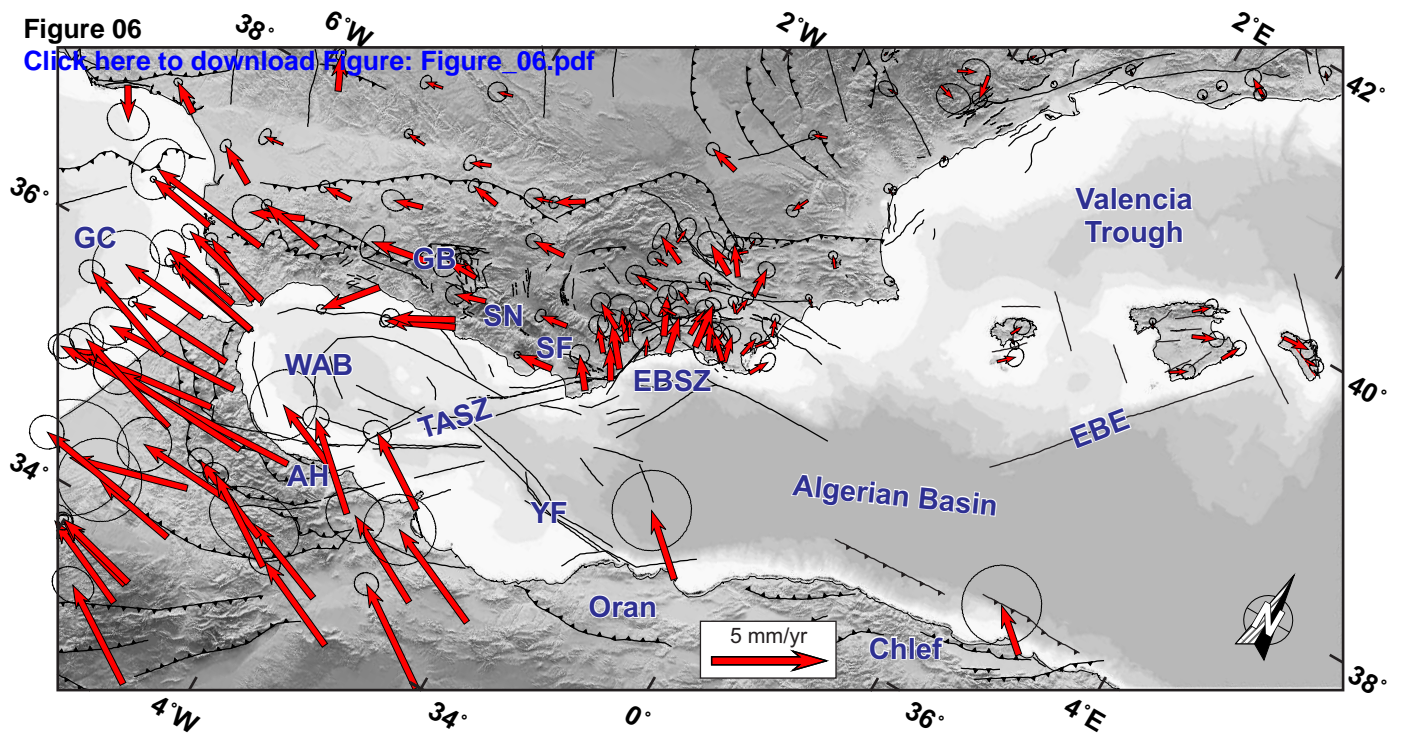 Figure 06
Click here to download Figure: Figure_06.pdf
38°
6°W
2°W
2°E
42°
36°
Valencia
Trough
GC
GB
SN
SF
WAB
EBSZ
TASZ
EBE
40°
34°
AH
YF
Algerian Basin
Oran
5 mm/yr
Chlef
N
38°
4°W
34°
0°
36°
4°E